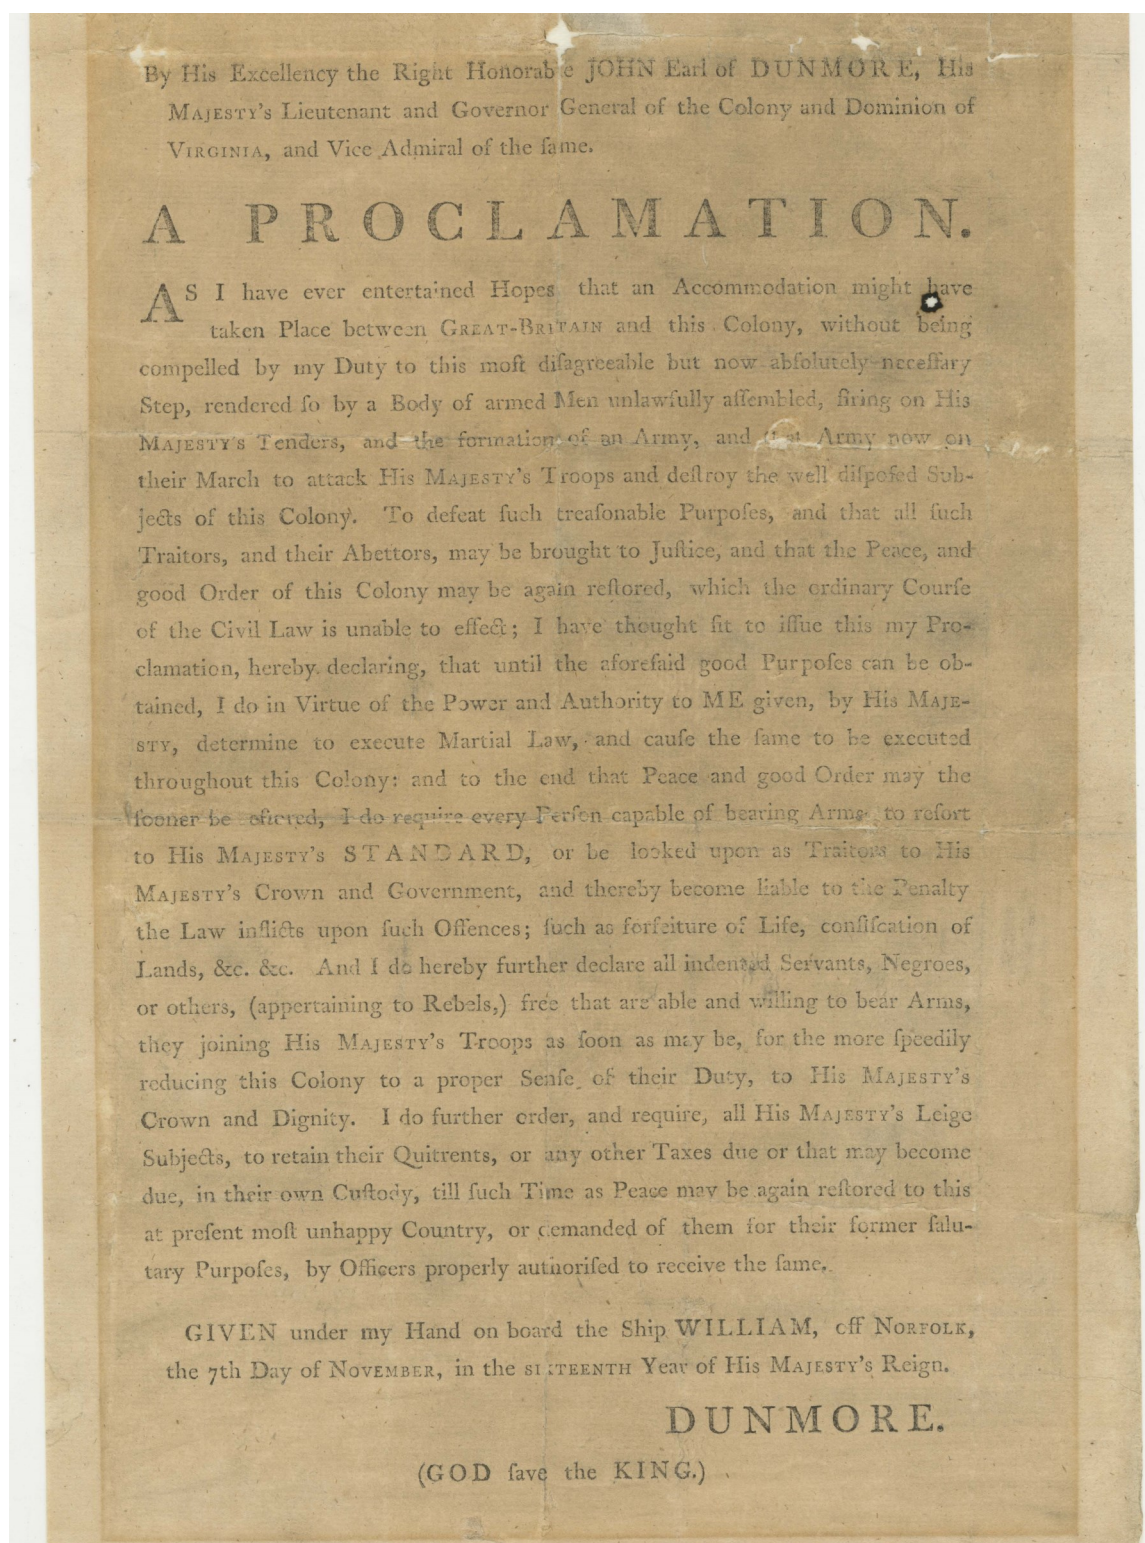 By His Excellency the Right Honorable JOHN Earl of DUNMORE, His
MAJESTY'S Lieutenant and Governor General of the Colony and Dominion of
VIRGINIA, and Vice Admiral of the ſame.
A PROCLAMATION.
AS I have ever entertained Hopes that an Accommodation might have
taken Place between GREAT-BRITAIN and this Colony, without being
compelled by my Duty to this moſt diſagreeable but now abſolutely neceſſary
Step, rendered ſo by a Body of armed Men unlawfully aſſembled, firing on His
MAJESTY'S Tenders, and the formation of an Army, and that Army now on
their March to attack His MAJESTY'S Troops and deſtroy the well diſpoſed Sub-
jects of this Colony. To defeat ſuch treaſonable Purpoſes, and that all ſuch
Traitors, and their Abettors, may be brought to Juſtice, and that the Peace, and
good Order of this Colony may be again reſtored, which the ordinary Courſe
of the Civil Law is unable to effect; I have thought fit to iſſue this my Pro-
clamation, hereby declaring, that until the aforeſaid good Purpoſes can be ob-
tained, I do in Virtue of the Power and Authority to ME given, by His MAJE-
STY, determine to execute Martial Law, and cauſe the ſame to be executed
throughout this Colony: and to the end that Peace and good Order may the
ſooner be reſtored, I do require every Perſon capable of bearing Arms, to reſort
to His MAJESTY'S STANDARD, or be looked upon as Traitors to His
MAJESTY'S Crown and Government, and thereby become liable to the Penalty
the Law inflicts upon ſuch Offences; ſuch as forfeiture of Life, confiſcation of
Lands, &c. &c. And I do hereby further declare all indented Servants, Negroes,
or others, (appertaining to Rebels,) free that are able and willing to bear Arms,
they joining His MAJESTY'S Troops as ſoon as may be, for the more ſpeedily
reducing this Colony to a proper Senſe of their Duty, to His MAJESTY'S
Crown and Dignity. I do further order, and require, all His MAJESTY'S Leige
Subjects, to retain their Quitrents, or any other Taxes due or that may become
due, in their own Cuſtody, till ſuch Time as Peace may be again reſtored to this
at preſent moſt unhappy Country, or demanded of them for their former ſalu-
tary Purpoſes, by Officers properly authoriſed to receive the ſame.
GIVEN under my Hand on board the Ship WILLIAM, off NORFOLK,
the 7th Day of NOVEMBER, in the SIXTEENTH Year of His MAJESTY'S Reign.
DUNMORE.
(GOD ſave the KING.)